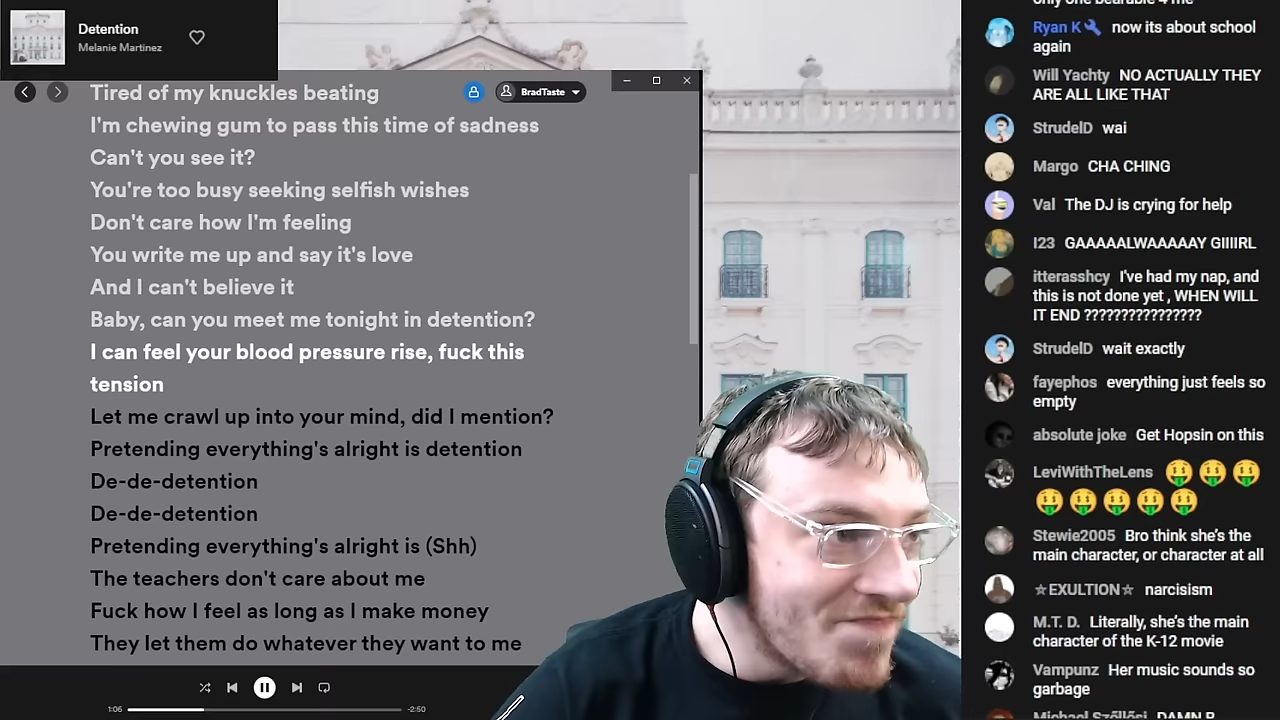 Detention
Melanie Martinez
BradTaste
Tired of my knuckles beating
I'm chewing gum to pass this time of sadness
Can't you see it?
You're too busy seeking selfish wishes
Don't care how I'm feeling
You write me up and say it's love
And I can't believe it
Baby, can you meet me tonight in detention?
I can feel your blood pressure rise, fuck this
tension
Let me crawl up into your mind, did I mention?
Pretending everything's alright is detention
De-de-detention
De-de-detention
Pretending everything's alright is (Shh)
The teachers don't care about me
Fuck how I feel as long as I make money
They let them do whatever they want to me
1:06
-2:50
only one bearable 4 me
Ryan K🔧 now its about school
again
Will Yachty NO ACTUALLY THEY
ARE ALL LIKE THAT
StrudelD wai
Margo CHA CHING
Val The DJ is crying for help
I23 GAAAAALWAAAAAY GIIIIRL
itterasshcy I've had my nap, and
this is not done yet , WHEN WILL
IT END ????????????????
StrudelD wait exactly
fayephos everything just feels so
empty
absolute joke Get Hopsin on this
LeviWithTheLens 🤑🤑🤑
🤑🤑🤑🤑🤑
Stewie2005 Bro think she's the
main character, or character at all
☆EXULTION☆ narcisism
M.T. D. Literally, she's the main
character of the K-12 movie
Vampunz Her music sounds so
garbage
Michael Szőllősi DAMN B